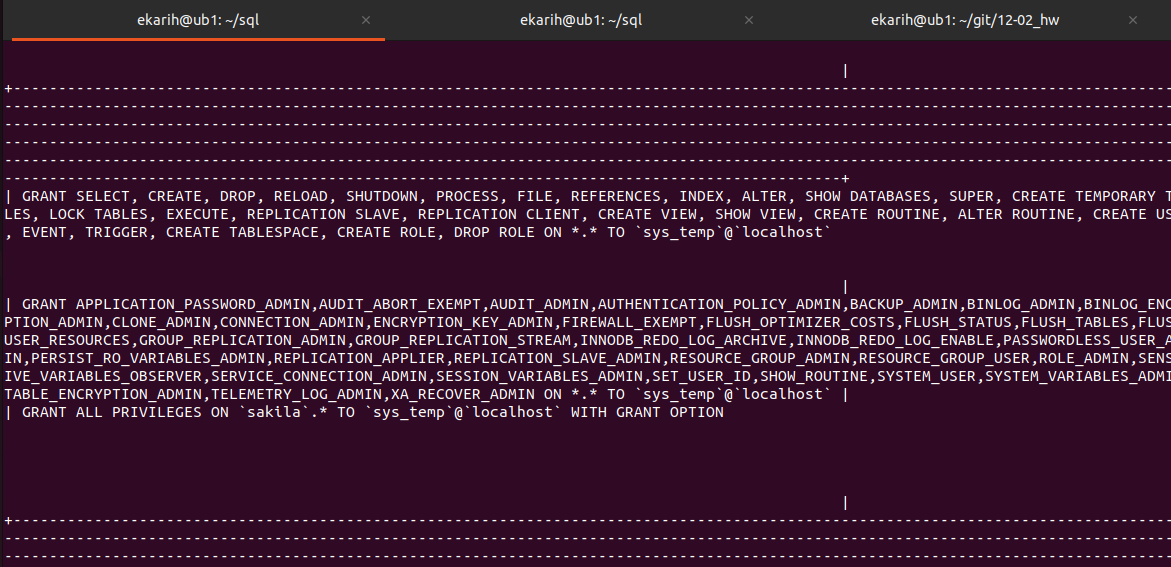 ekarih@ub1: ~/sql × ekarih@ub1: ~/sql × ekarih@ub1: ~/git/12-02_hw ×
|
+---------------------------------------------------------------------------------------------------------------------------------
---------------------------------------------------------------------------------------------------------------------------------
---------------------------------------------------------------------------------------------------------------------------------
---------------------------------------------------------------------------------------------------------------------------------
---------------------------------------------------------------------------------------------------------------------------------
---------------------------------------------------------------------------------------------+
| GRANT SELECT, CREATE, DROP, RELOAD, SHUTDOWN, PROCESS, FILE, REFERENCES, INDEX, ALTER, SHOW DATABASES, SUPER, CREATE TEMPORARY T
LES, LOCK TABLES, EXECUTE, REPLICATION SLAVE, REPLICATION CLIENT, CREATE VIEW, SHOW VIEW, CREATE ROUTINE, ALTER ROUTINE, CREATE US
, EVENT, TRIGGER, CREATE TABLESPACE, CREATE ROLE, DROP ROLE ON *.* TO `sys_temp`@`localhost`
|
| GRANT APPLICATION_PASSWORD_ADMIN,AUDIT_ABORT_EXEMPT,AUDIT_ADMIN,AUTHENTICATION_POLICY_ADMIN,BACKUP_ADMIN,BINLOG_ADMIN,BINLOG_ENC
PTION_ADMIN,CLONE_ADMIN,CONNECTION_ADMIN,ENCRYPTION_KEY_ADMIN,FIREWALL_EXEMPT,FLUSH_OPTIMIZER_COSTS,FLUSH_STATUS,FLUSH_TABLES,FLUS
USER_RESOURCES,GROUP_REPLICATION_ADMIN,GROUP_REPLICATION_STREAM,INNODB_REDO_LOG_ARCHIVE,INNODB_REDO_LOG_ENABLE,PASSWORDLESS_USER_A
IN,PERSIST_RO_VARIABLES_ADMIN,REPLICATION_APPLIER,REPLICATION_SLAVE_ADMIN,RESOURCE_GROUP_ADMIN,RESOURCE_GROUP_USER,ROLE_ADMIN,SENS
IVE_VARIABLES_OBSERVER,SERVICE_CONNECTION_ADMIN,SESSION_VARIABLES_ADMIN,SET_USER_ID,SHOW_ROUTINE,SYSTEM_USER,SYSTEM_VARIABLES_ADMI
TABLE_ENCRYPTION_ADMIN,TELEMETRY_LOG_ADMIN,XA_RECOVER_ADMIN ON *.* TO `sys_temp`@`localhost` |
| GRANT ALL PRIVILEGES ON `sakila`.* TO `sys_temp`@`localhost` WITH GRANT OPTION
|
+---------------------------------------------------------------------------------------------------------------------------------
---------------------------------------------------------------------------------------------------------------------------------
---------------------------------------------------------------------------------------------------------------------------------